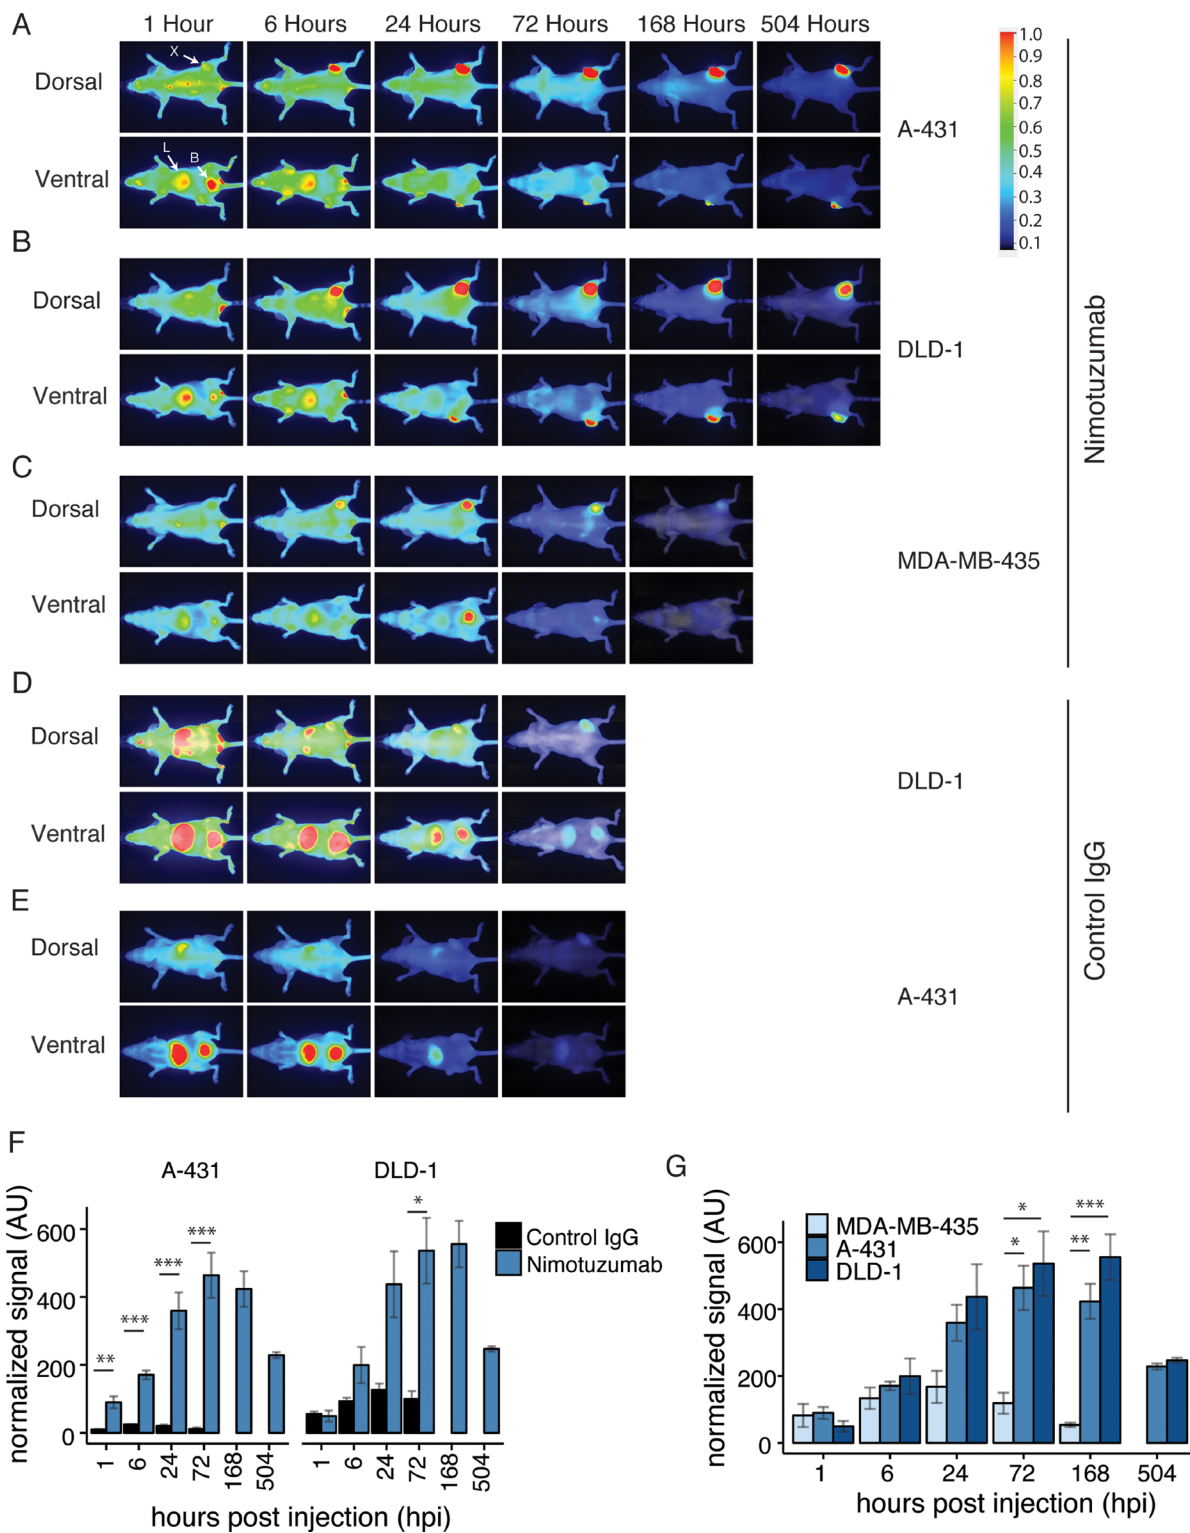 A
1 Hour 6 Hours 24 Hours 72 Hours 168 Hours 504 Hours
Dorsal
X
Ventral
L
B
A-431
1.0
0.9
0.8
0.7
0.6
0.5
0.4
0.3
0.2
0.1
B
Dorsal
Ventral
DLD-1
Nimotuzumab
C
Dorsal
Ventral
MDA-MB-435
D
Dorsal
Ventral
DLD-1
Control IgG
E
Dorsal
Ventral
A-431
F
A-431
DLD-1
normalized signal (AU)
600
400
200
0
** *** *** ***
*
Control IgG
Nimotuzumab
1 6 24 72 168 504
1 6 24 72 168 504
hours post injection (hpi)
G
normalized signal (AU)
600
400
200
0
MDA-MB-435
A-431
DLD-1
* ***
* **
1 6 24 72 168 504
hours post injection (hpi)